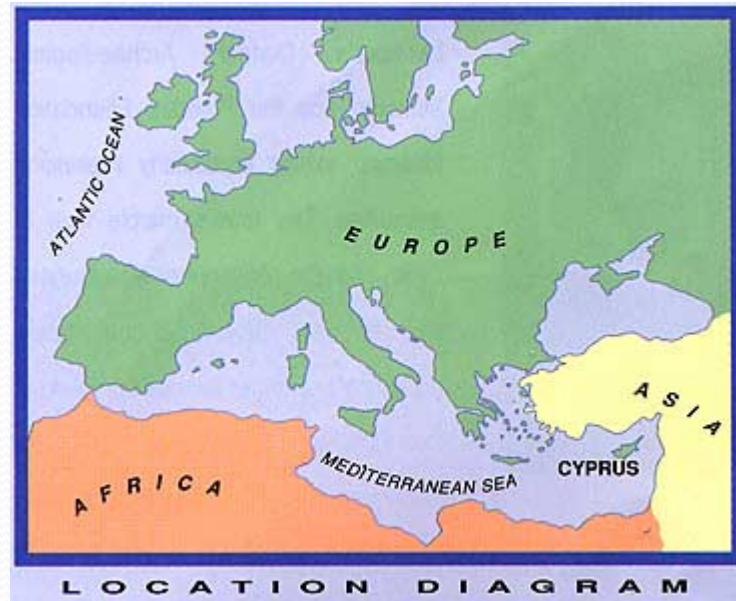 ATLANTIC OCEAN
EUROPE
ASIA
MEDITERRANEAN SEA
CYPRUS
AFRICA
LOCATION DIAGRAM